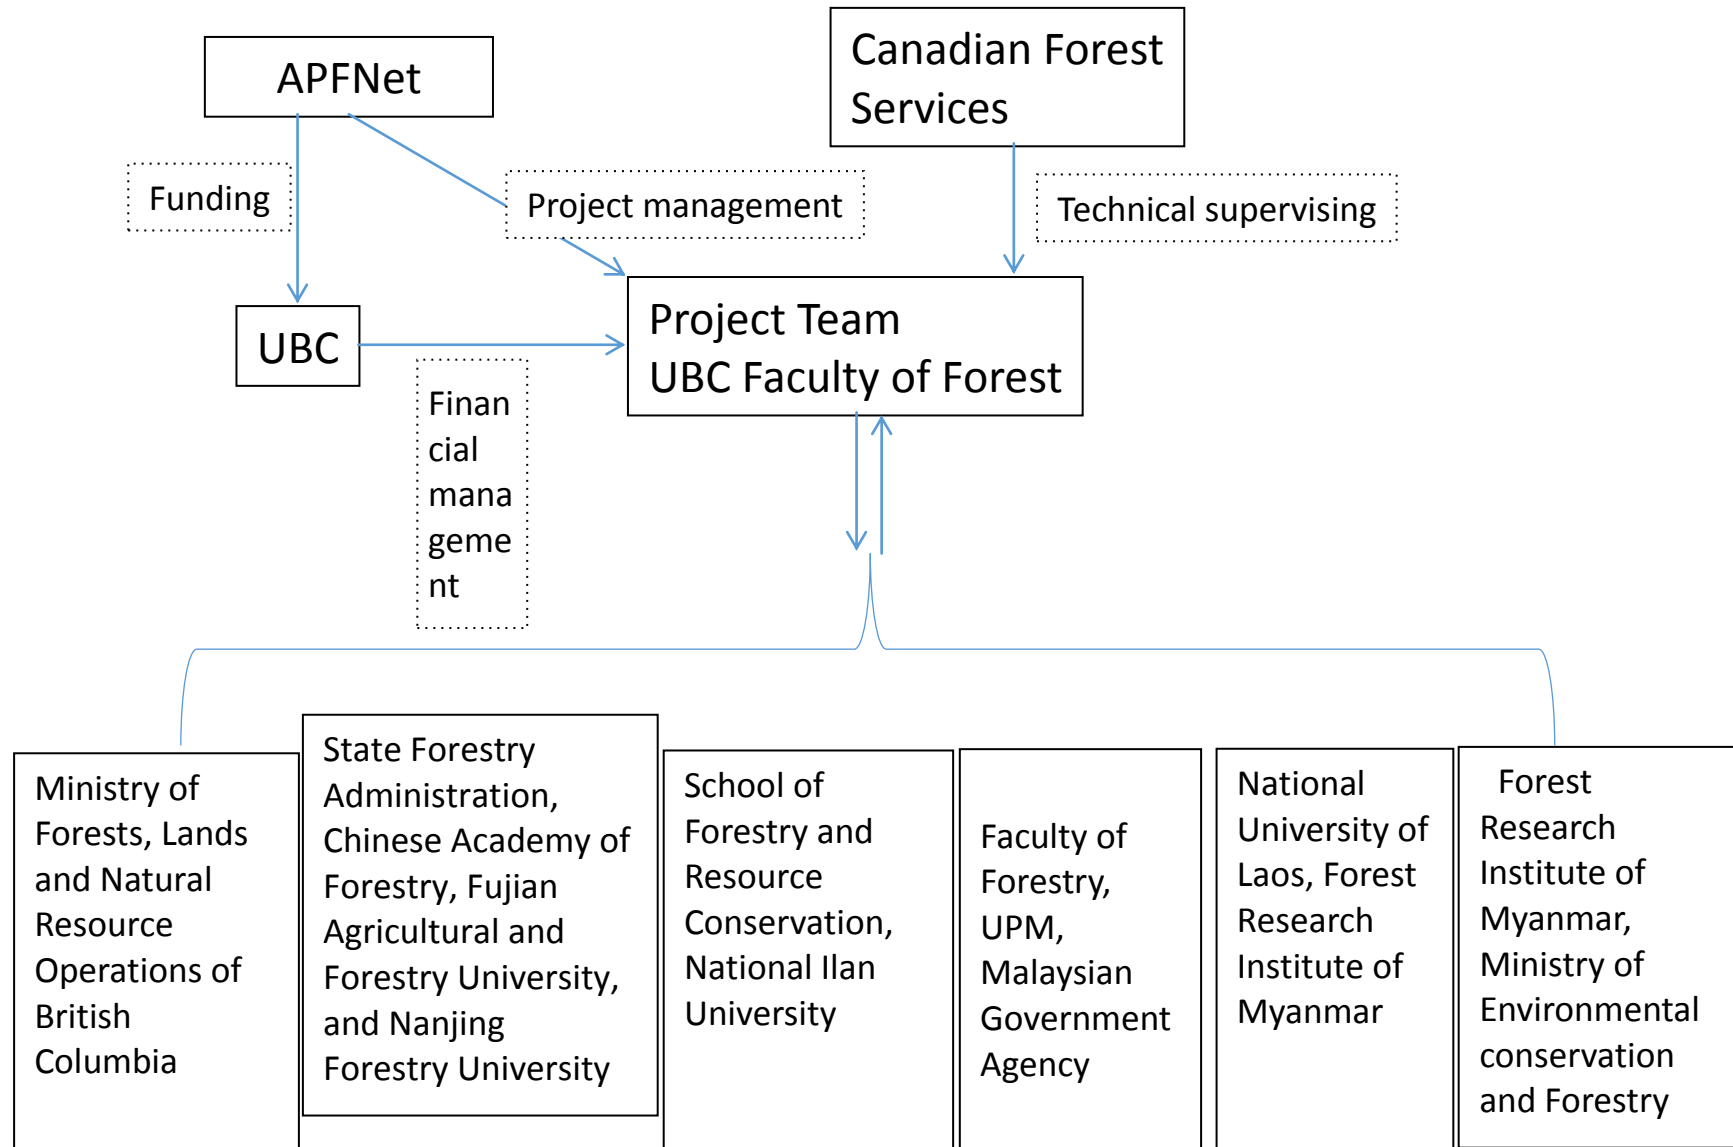 APFNet
Canadian Forest
Services
Funding
Project management
Technical supervising
UBC
Project Team
UBC Faculty of Forest
Finan
cial
mana
geme
nt
Ministry of
Forests, Lands
and Natural
Resource
Operations of
British
Columbia
State Forestry
Administration,
Chinese Academy of
Forestry, Fujian
Agricultural and
Forestry University,
and Nanjing
Forestry University
School of
Forestry and
Resource
Conservation,
National Ilan
University
Faculty of
Forestry,
UPM,
Malaysian
Government
Agency
National
University of
Laos, Forest
Research
Institute of
Myanmar
Forest
Research
Institute of
Myanmar,
Ministry of
Environmental
conservation
and Forestry